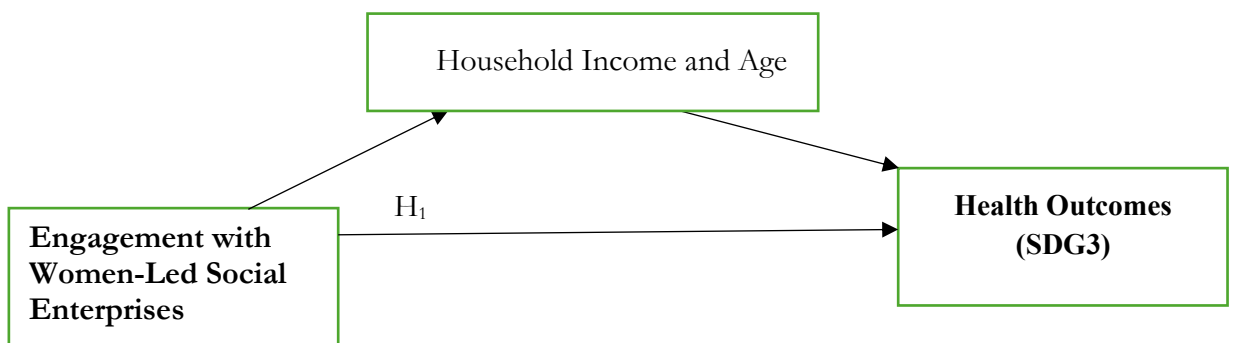 Household Income and Age
H₁
Engagement with
Women-Led Social
Enterprises
Health Outcomes
(SDG3)